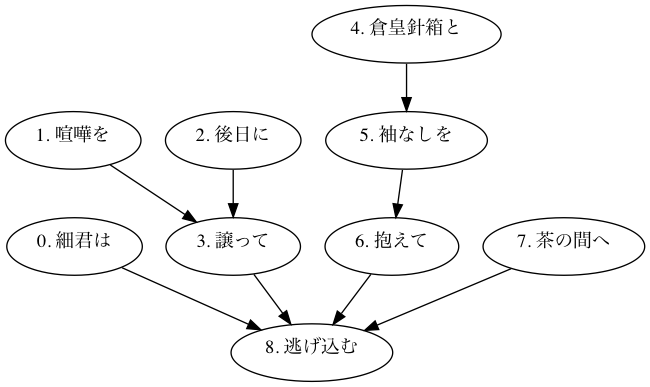 4. 倉皇針箱と
1. 喧嘩を
2. 後日に
5. 袖なしを
0. 細君は
3. 譲って
6. 抱えて
7. 茶の間へ
8. 逃げ込む